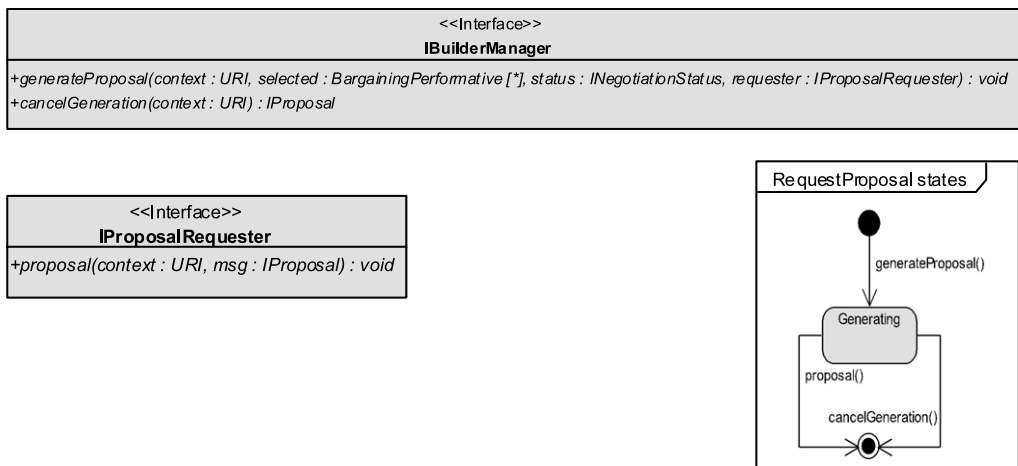 <<Interface>>
IBuilderManager
+generateProposal(context : URI, selected : BargainingPerformative [*], status : INegotiationStatus, requester : IProposalRequester) : void
+cancelGeneration(context : URI) : IProposal
<<Interface>>
IProposalRequester
+proposal(context : URI, msg : IProposal) : void
RequestProposal states
generateProposal()
Generating
proposal()
cancelGeneration()